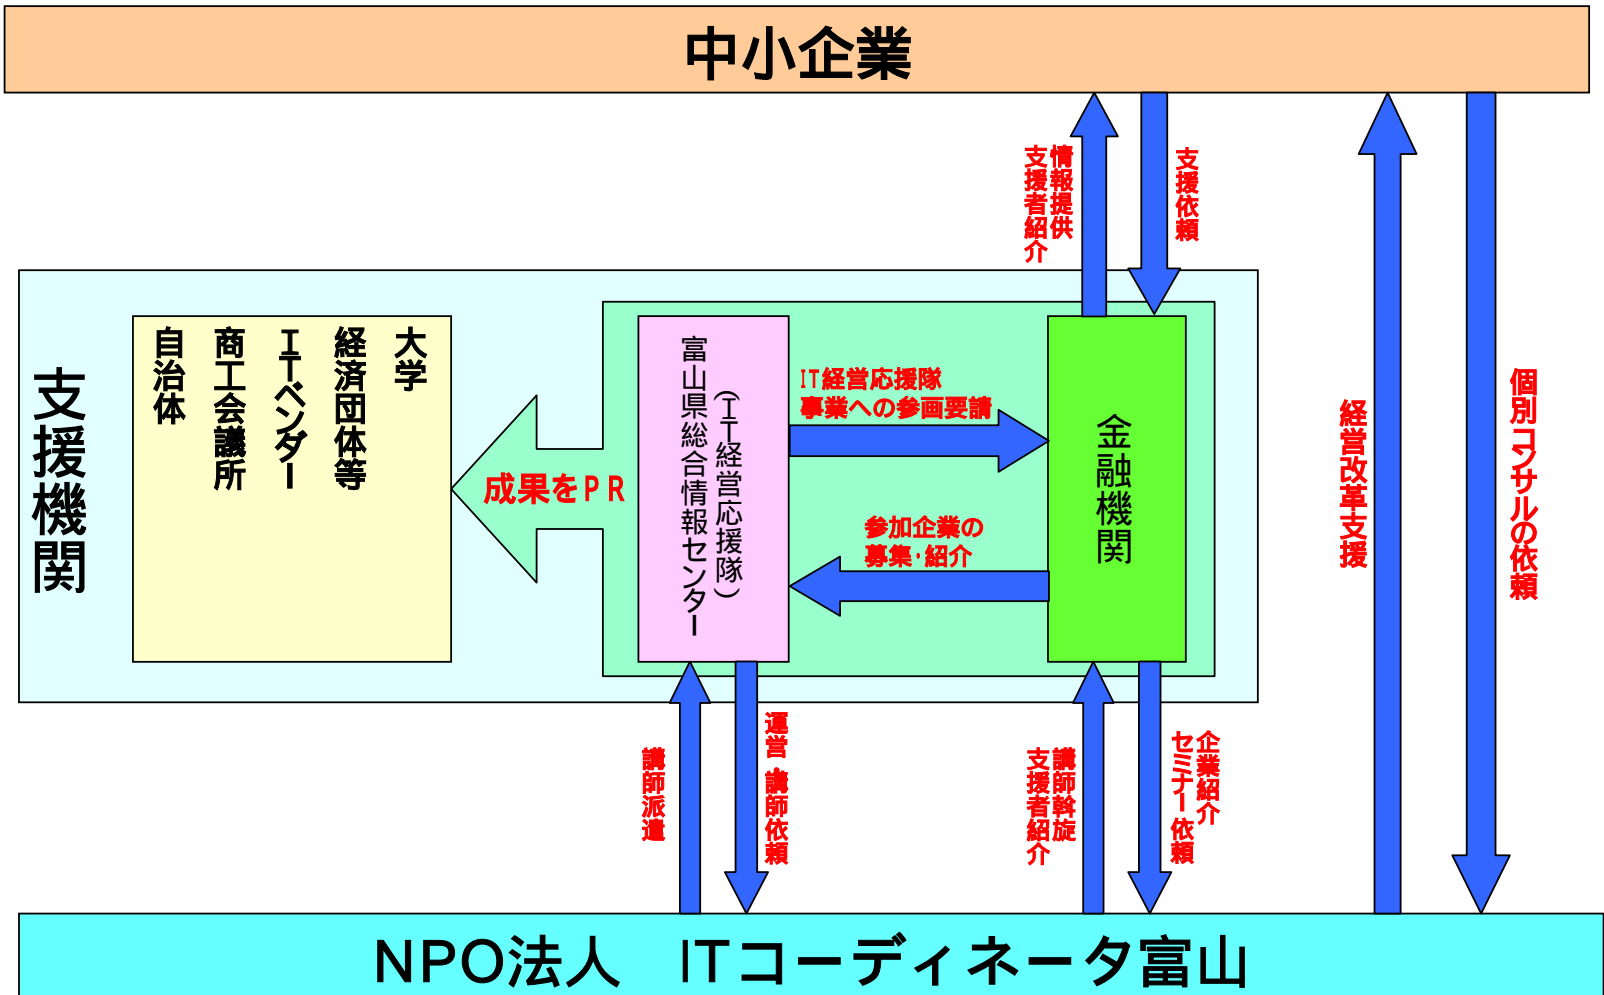 中小企業
情報提供
支援者紹介
支援依頼
経営改革支援
個別コンサルの依頼
支援機関
大学
経済団体等
ITベンダー
商工会議所
自治体
成果をPR
(IT経営応援隊)
富山県総合情報センター
IT経営応援隊
事業への参画要請
参加企業の
募集・紹介
金融機関
講師派遣
運営・講師依頼
講師斡旋
支援者紹介
企業紹介
セミナー依頼
NPO法人 ITコーディネータ富山